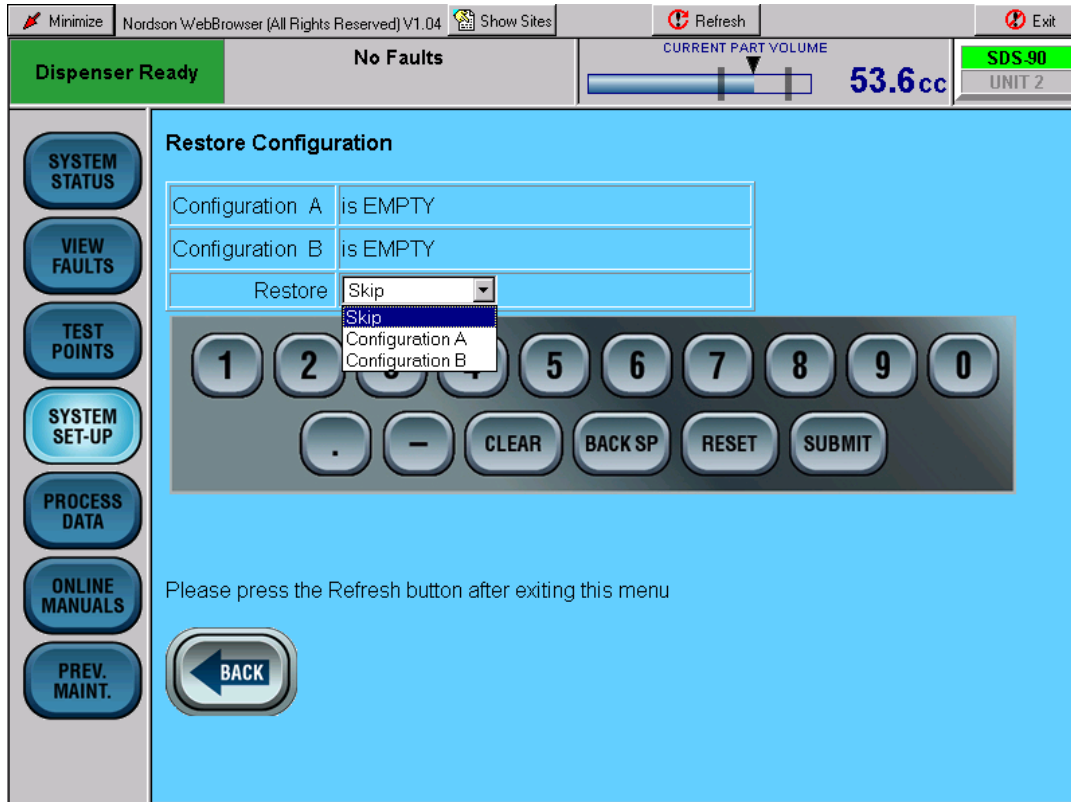 Minimize
Nordson WebBrowser (All Rights Reserved) V1.04
Show Sites
Refresh
Exit
Dispenser Ready
No Faults
CURRENT PART VOLUME
53.6cc
SDS-90
UNIT 2
SYSTEM
STATUS
VIEW
FAULTS
TEST
POINTS
SYSTEM
SET-UP
PROCESS
DATA
ONLINE
MANUALS
PREV.
MAINT.
Restore Configuration
Configuration A is EMPTY
Configuration B is EMPTY
Restore Skip
Skip
Configuration A
Configuration B
1 2 3 4 5 6 7 8 9 0
. – CLEAR BACK SP RESET SUBMIT
Please press the Refresh button after exiting this menu
BACK